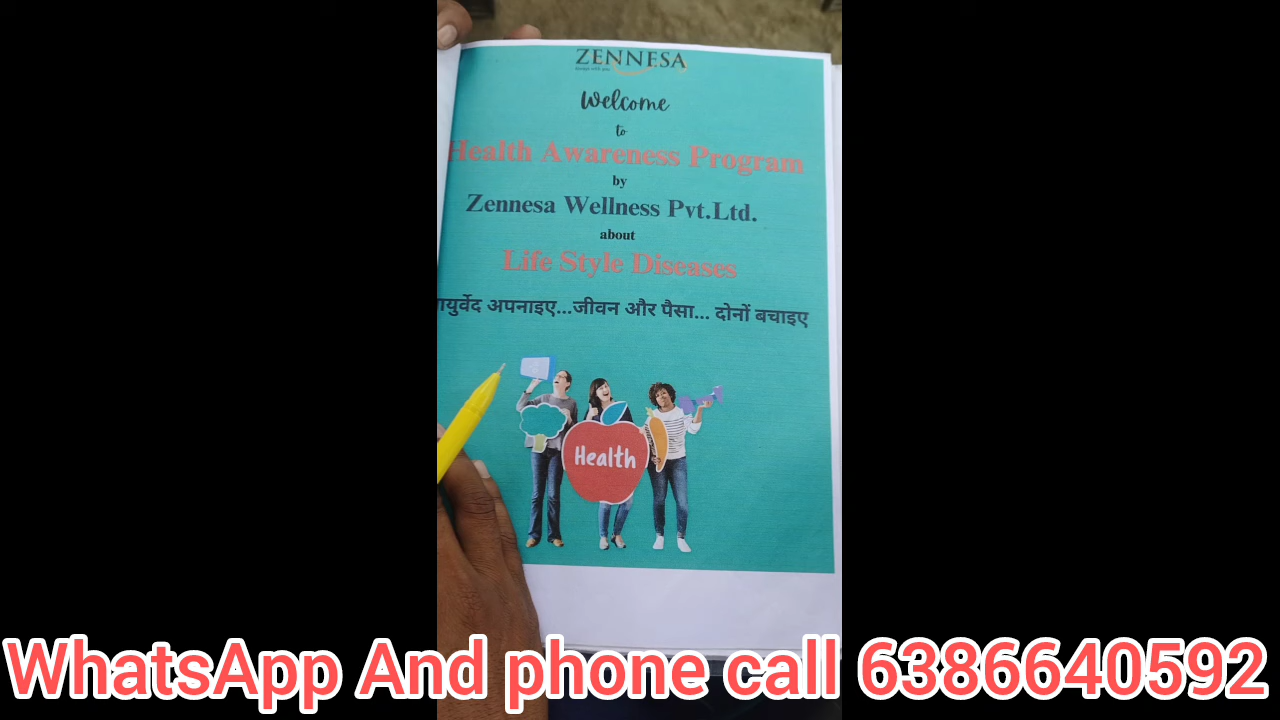 ZENNESA
Welcome
to
Health Awareness Program
by
Zennesa Wellness Pvt.Ltd.
about
Life Style Diseases
अपनाइए...जीवन और पैसा... दोनों बचाइए
Health
WhatsApp And phone call 6386640592